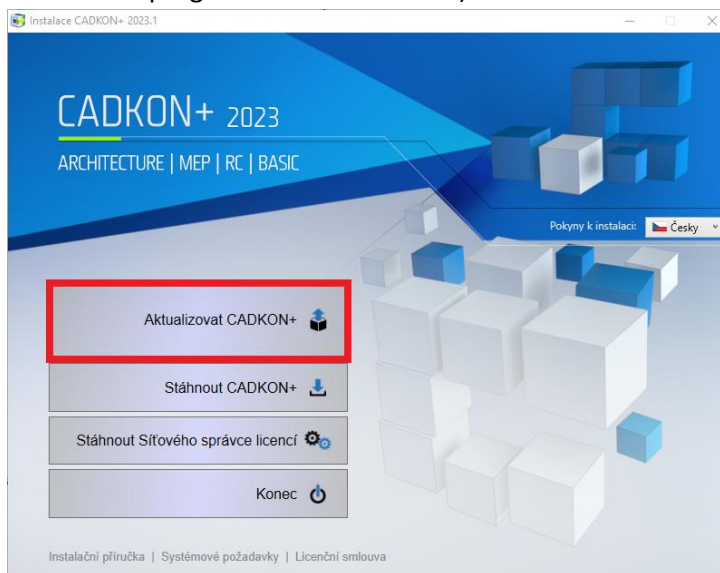 Instalace CADKON+ 2023.1
CADKON+ 2023
ARCHITECTURE | MEP | RC | BASIC
Pokyny k instalaci: Česky
Aktualizovat CADKON+
Stáhnout CADKON+
Stáhnout Síťového správce licencí
Konec
Instalační příručka | Systémové požadavky | Licenční smlouva